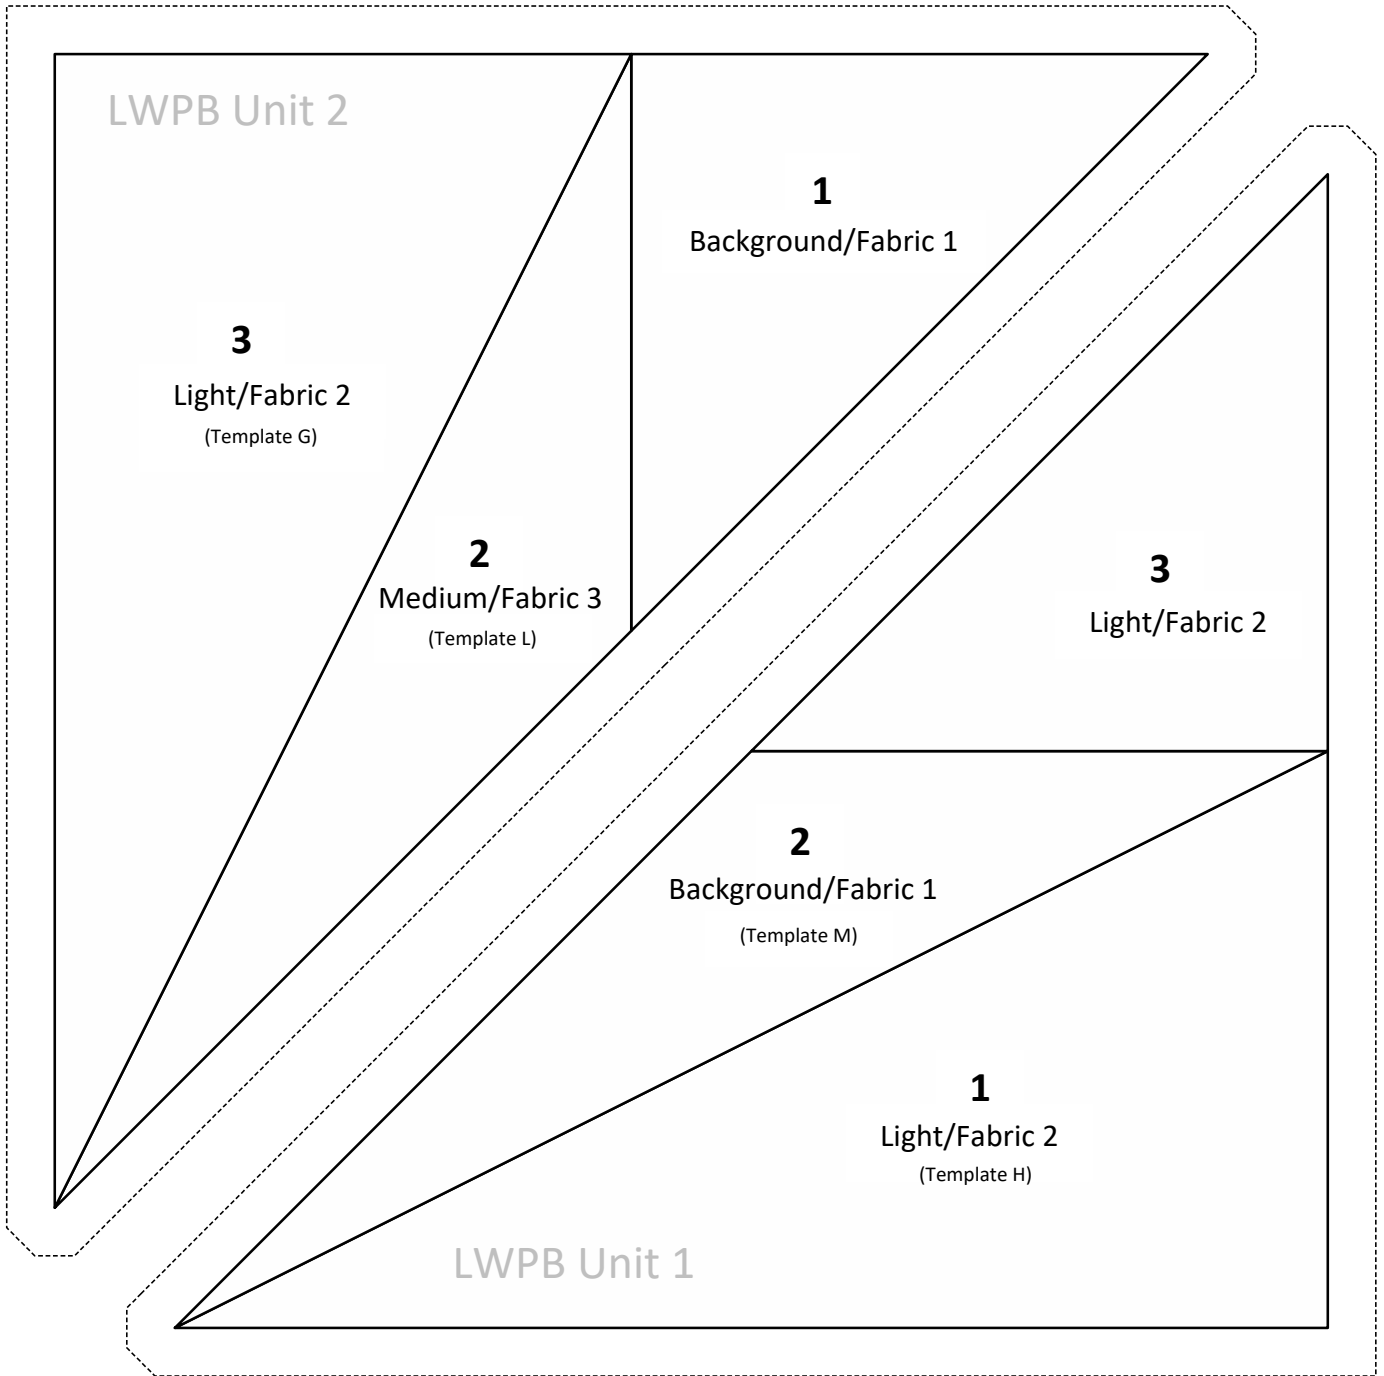 LWPB Unit 2
1
Background/Fabric 1
3
Light/Fabric 2
(Template G)
2
Medium/Fabric 3
(Template L)
3
Light/Fabric 2
2
Background/Fabric 1
(Template M)
1
Light/Fabric 2
(Template H)
LWPB Unit 1